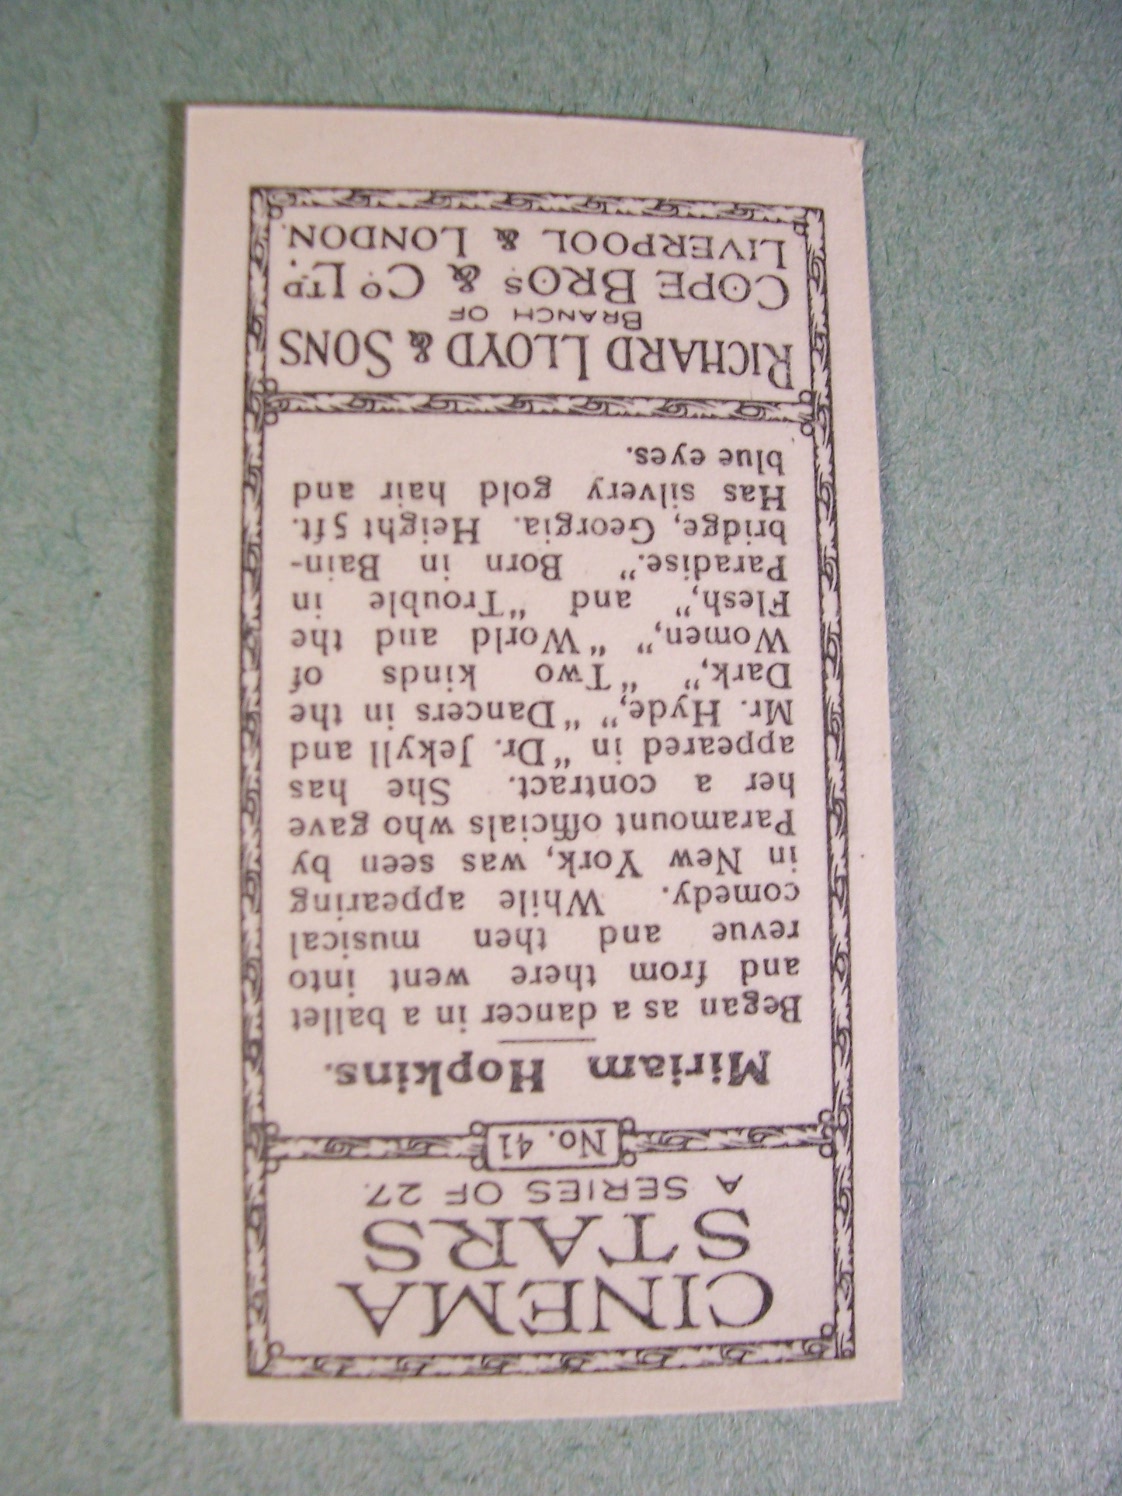 CINEMA
STARS
A SERIES OF 27.
No. 41
Miriam Hopkins.
Began as a dancer in a ballet
and from there went into
revue and then musical
comedy. While appearing
in New York, was seen by
Paramount officials who gave
her a contract. She has
appeared in "Dr. Jekyll and
Mr. Hyde," "Dancers in the
Dark," "Two kinds of
Women," "World and the
Flesh," and "Trouble in
Paradise." Born in Bain-
bridge, Georgia. Height 5 ft.
Has silvery gold hair and
blue eyes.
RICHARD LLOYD & SONS
BRANCH OF
COPE BROS & CO LTD.
LIVERPOOL & LONDON.